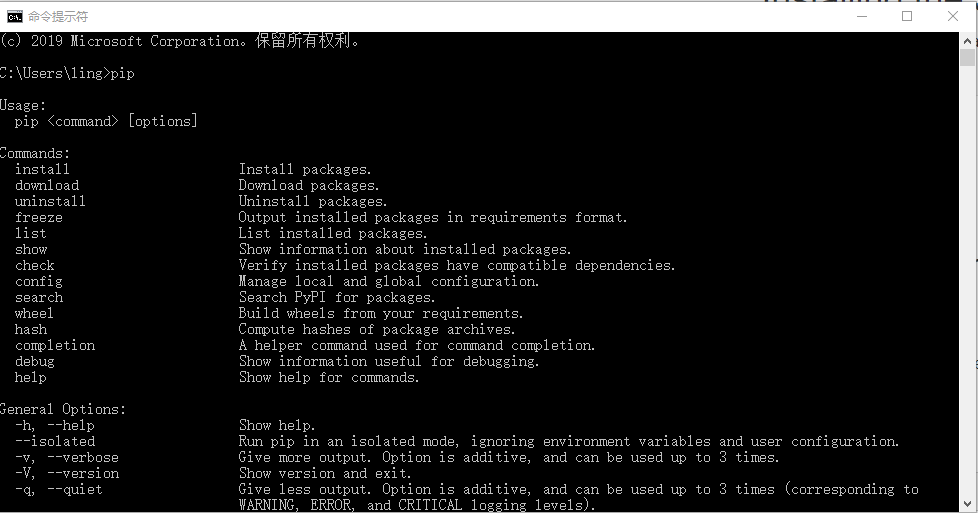 命令提示符
(c) 2019 Microsoft Corporation。保留所有权利。
C:\Users\ling>pip
Usage:
pip <command> [options]
Commands:
install Install packages.
download Download packages.
uninstall Uninstall packages.
freeze Output installed packages in requirements format.
list List installed packages.
show Show information about installed packages.
check Verify installed packages have compatible dependencies.
config Manage local and global configuration.
search Search PyPI for packages.
wheel Build wheels from your requirements.
hash Compute hashes of package archives.
completion A helper command used for command completion.
debug Show information useful for debugging.
help Show help for commands.
General Options:
-h, --help Show help.
--isolated Run pip in an isolated mode, ignoring environment variables and user configuration.
-v, --verbose Give more output. Option is additive, and can be used up to 3 times.
-V, --version Show version and exit.
-q, --quiet Give less output. Option is additive, and can be used up to 3 times (corresponding to
WARNING, ERROR, and CRITICAL logging levels).